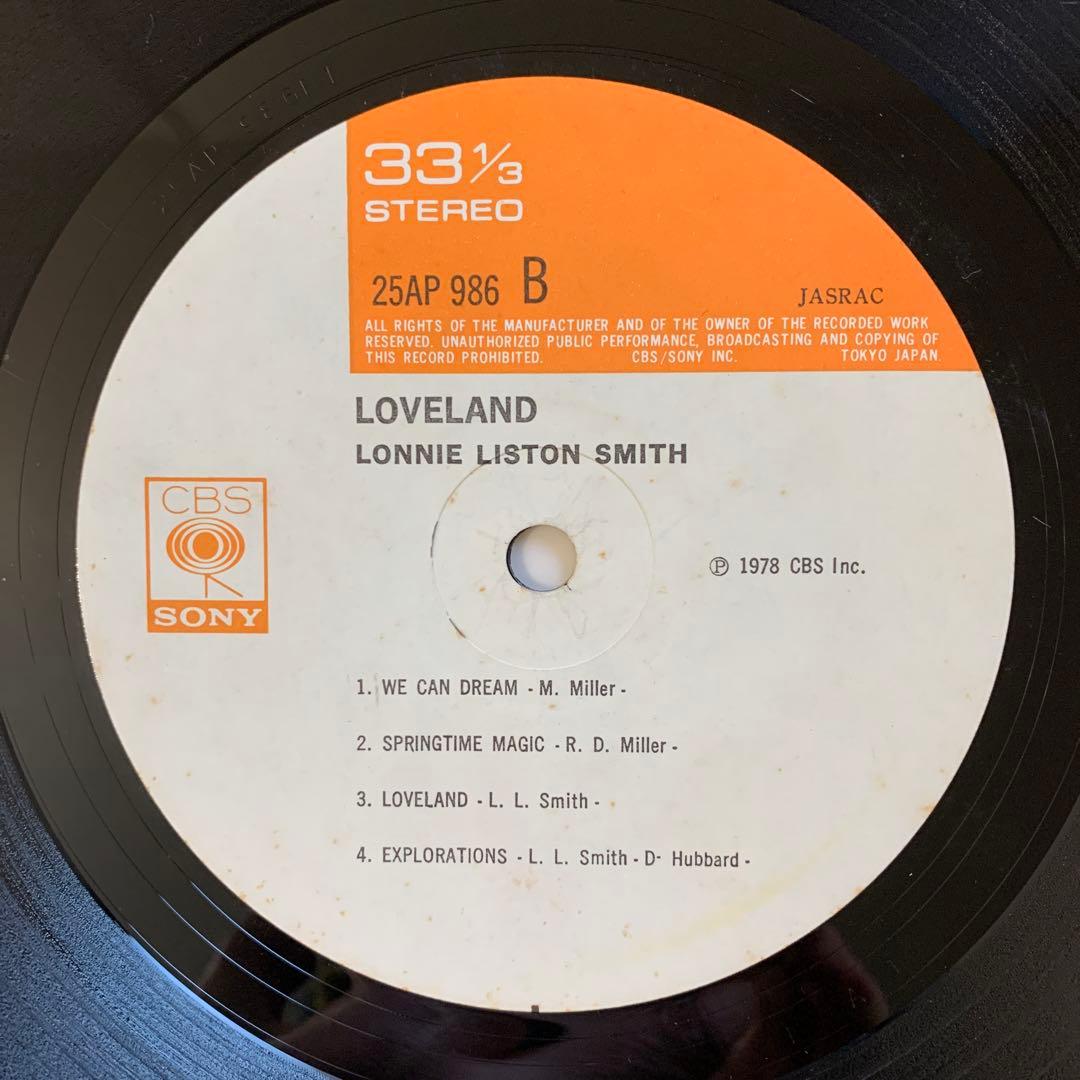 33 1/3
STEREO
25AP 986 B
JASRAC
ALL RIGHTS OF THE MANUFACTURER AND OF THE OWNER OF THE RECORDED WORK
RESERVED. UNAUTHORIZED PUBLIC PERFORMANCE, BROADCASTING AND COPYING OF
THIS RECORD PROHIBITED. CBS/SONY INC. TOKYO JAPAN.
LOVELAND
LONNIE LISTON SMITH
CBS
SONY
Ⓟ 1978 CBS Inc.
1. WE CAN DREAM - M. Miller -
2. SPRINGTIME MAGIC - R. D. Miller -
3. LOVELAND - L. L. Smith -
4. EXPLORATIONS - L. L. Smith - D- Hubbard -